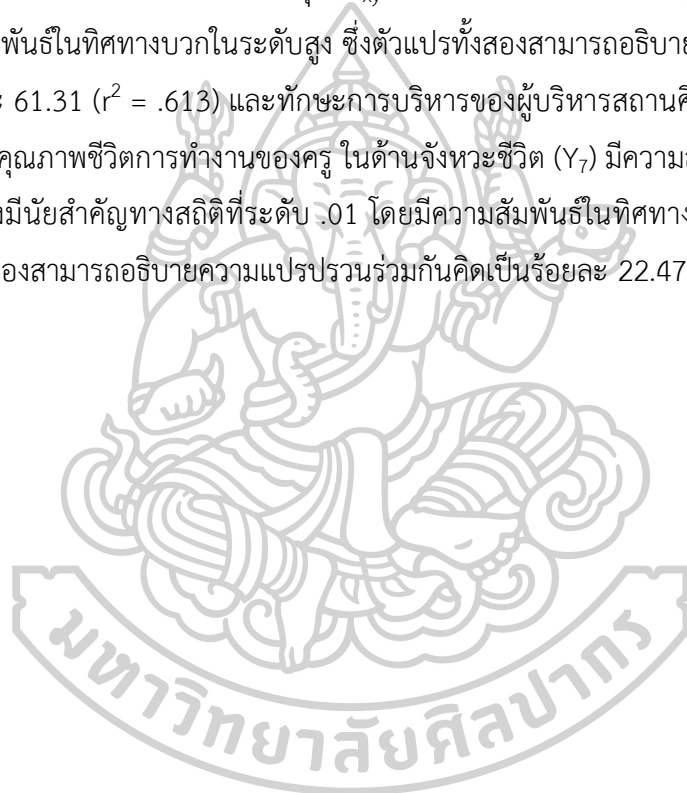 xy
พันธ์ในทิศทางบวกในระดับสูง ซึ่งตัวแปรทั้งสองสามารถอธิบาย
61.31 (r² = .613) และทักษะการบริหารของผู้บริหารสถานศึ
คุณภาพชีวิตการทำงานของครู ในด้านจังหวะชีวิต (Y₇) มีความ
มีนัยสำคัญทางสถิติที่ระดับ .01 โดยมีความสัมพันธ์ในทิศทาง
องสามารถอธิบายความแปรปรวนร่วมกันคิดเป็นร้อยละ 22.47
มหาวิทยาลัยศิลปากร